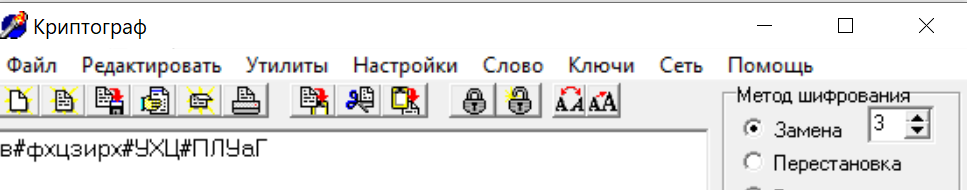 Криптограф
Файл Редактировать Утилиты Настройки Слово Ключи Сеть Помощь
Метод шифрования
Замена 3
Перестановка
в#фхцзирх#УХЦ#ПЛУаГ